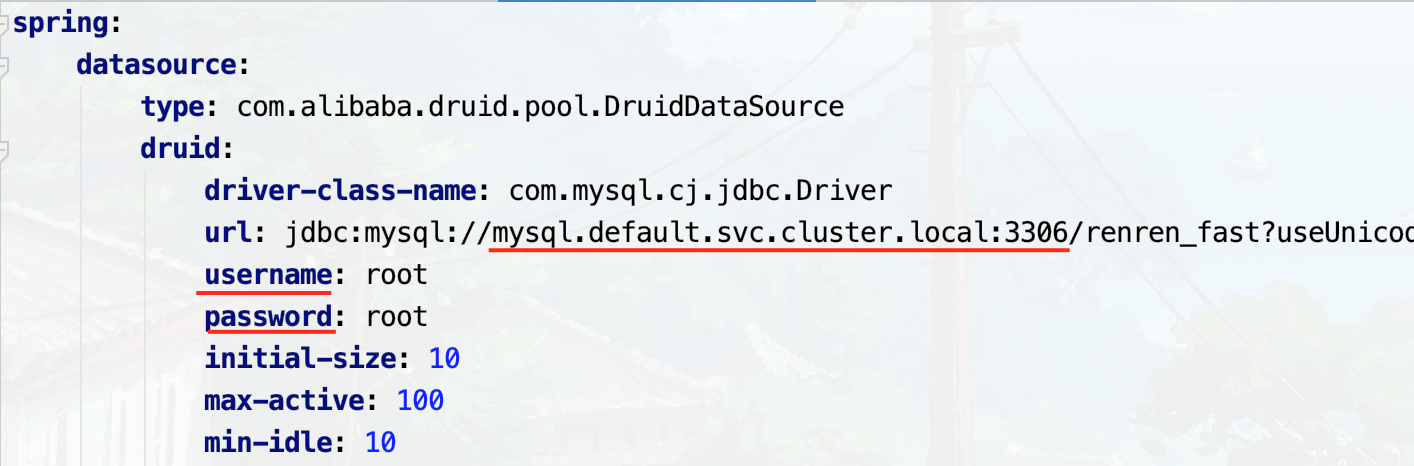 spring:
datasource:
type: com.alibaba.druid.pool.DruidDataSource
druid:
driver-class-name: com.mysql.cj.jdbc.Driver
url: jdbc:mysql://mysql.default.svc.cluster.local:3306/renren_fast?useUnicod
username: root
password: root
initial-size: 10
max-active: 100
min-idle: 10